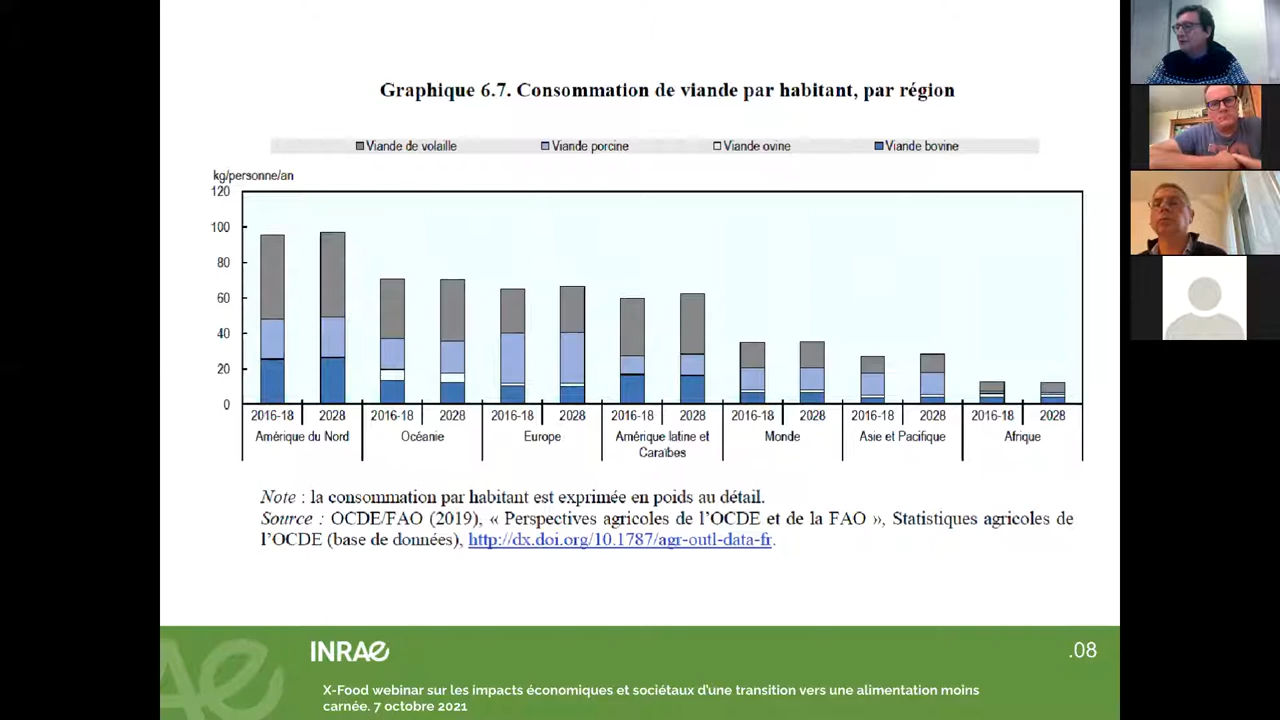 Graphique 6.7. Consommation de viande par habitant, par région
Viande de volaille Viande porcine Viande ovine Viande bovine
kg/personne/an
120
100
80
60
40
20
0
2016-18 2028 2016-18 2028 2016-18 2028 2016-18 2028 2016-18 2028 2016-18 2028 2016-18 2028
Amérique du Nord Océanie Europe Amérique latine et Caraïbes Monde Asie et Pacifique Afrique
Note : la consommation par habitant est exprimée en poids au détail.
Source : OCDE/FAO (2019), « Perspectives agricoles de l’OCDE et de la FAO », Statistiques agricoles de
l’OCDE (base de données), http://dx.doi.org/10.1787/agr-outl-data-fr.
INRAE
.08
X-Food webinar sur les impacts économiques et sociétaux d'une transition vers une alimentation moins
carnée. 7 octobre 2021